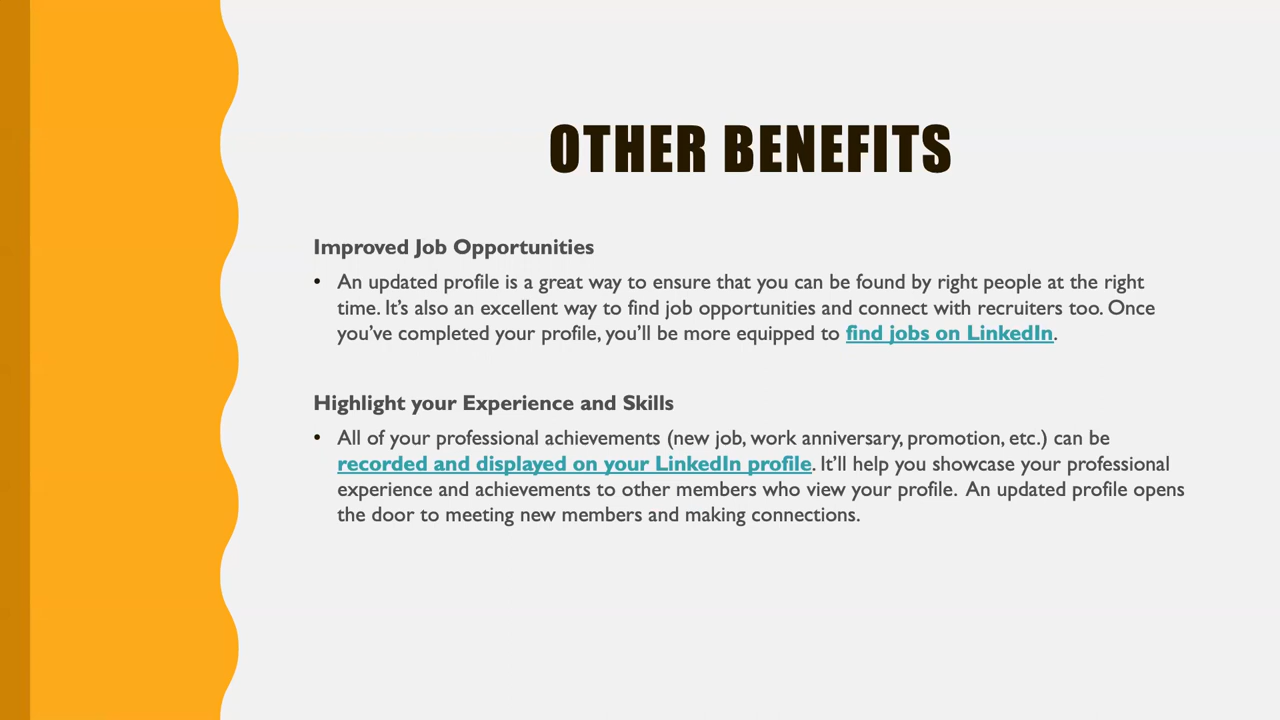 OTHER BENEFITS
Improved Job Opportunities
• An updated profile is a great way to ensure that you can be found by right people at the right
time. It’s also an excellent way to find job opportunities and connect with recruiters too. Once
you’ve completed your profile, you’ll be more equipped to find jobs on LinkedIn.
Highlight your Experience and Skills
• All of your professional achievements (new job, work anniversary, promotion, etc.) can be
recorded and displayed on your LinkedIn profile. It’ll help you showcase your professional
experience and achievements to other members who view your profile.  An updated profile opens
the door to meeting new members and making connections.